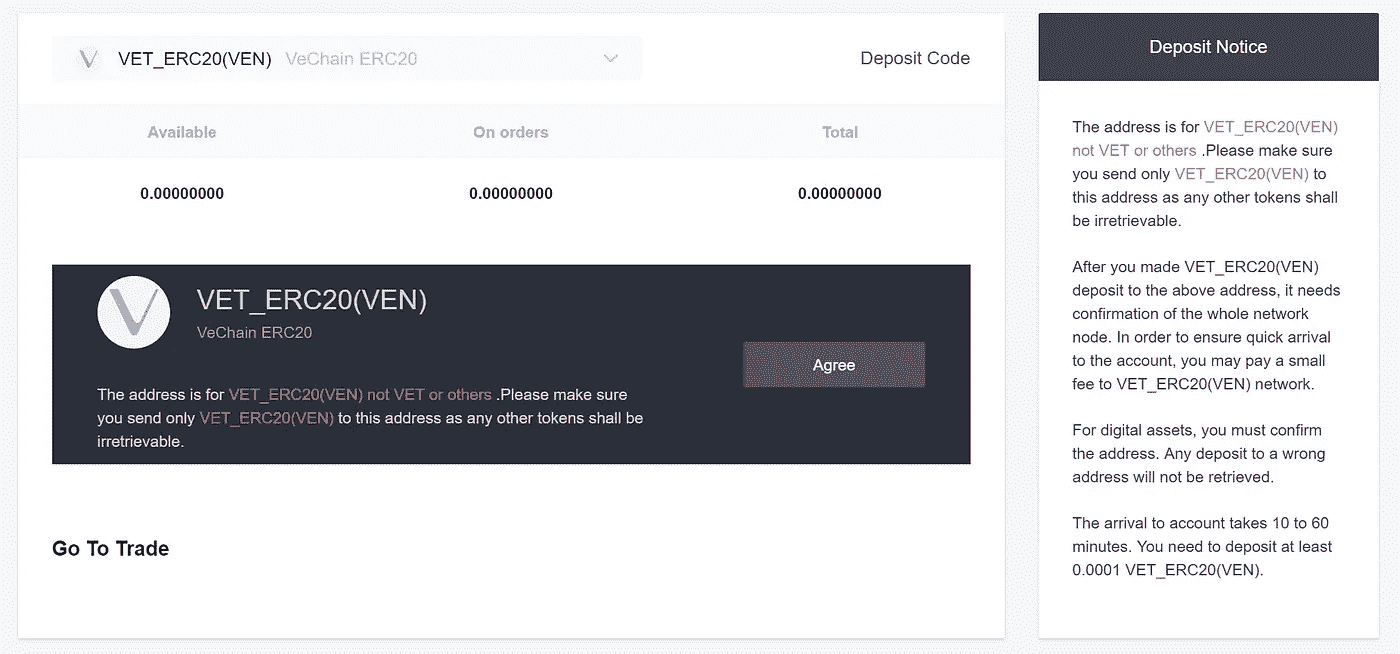 VET_ERC20(VEN) VeChain ERC20
Deposit Code
Available On orders Total
0.00000000 0.00000000 0.00000000
VET_ERC20(VEN)
VeChain ERC20
The address is for VET_ERC20(VEN) not VET or others .Please make sure
you send only VET_ERC20(VEN) to this address as any other tokens shall be
irretrievable.
Agree
Go To Trade
Deposit Notice
The address is for VET_ERC20(VEN)
not VET or others .Please make sure
you send only VET_ERC20(VEN) to
this address as any other tokens shall
be irretrievable.
After you made VET_ERC20(VEN)
deposit to the above address, it needs
confirmation of the whole network
node. In order to ensure quick arrival
to the account, you may pay a small
fee to VET_ERC20(VEN) network.
For digital assets, you must confirm
the address. Any deposit to a wrong
address will not be retrieved.
The arrival to account takes 10 to 60
minutes. You need to deposit at least
0.0001 VET_ERC20(VEN).